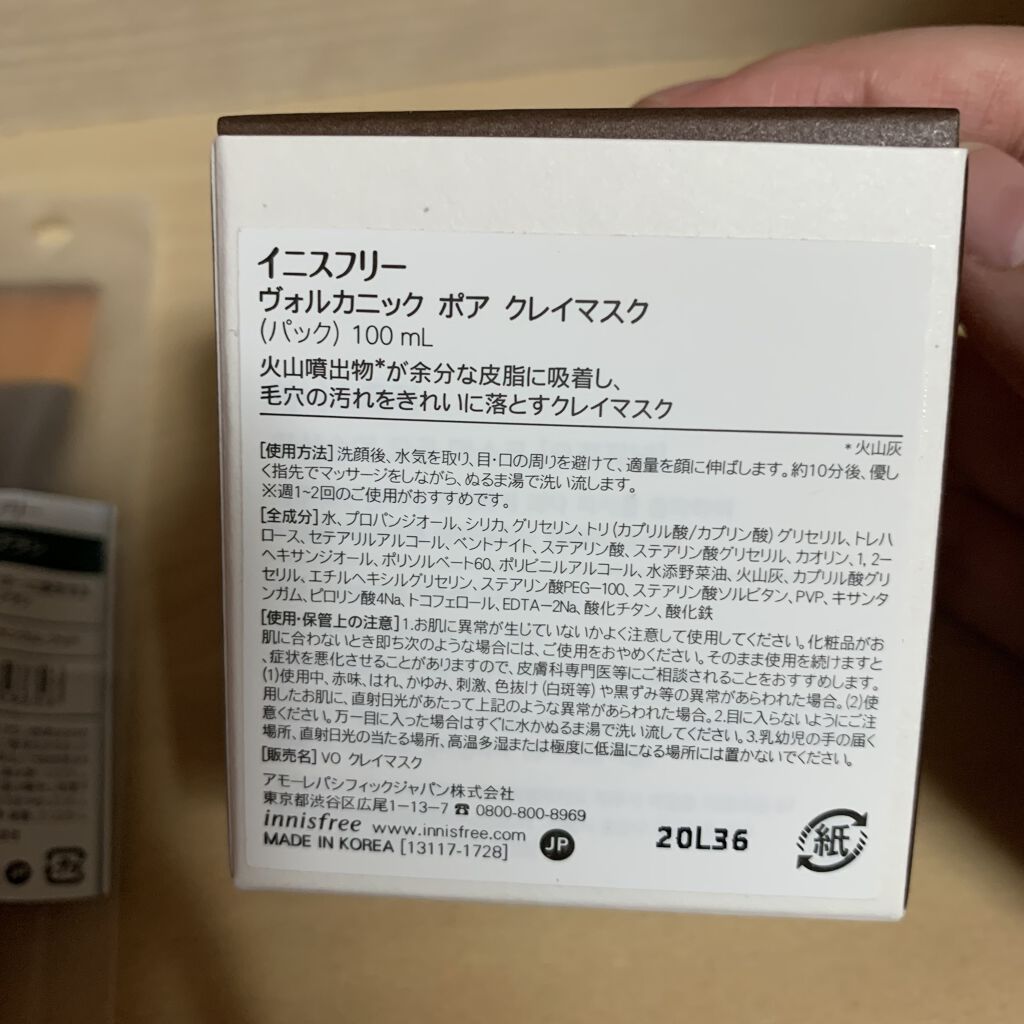 イニスフリー
ヴォルカニック ポア クレイマスク
(パック) 100 mL
火山噴出物*が余分な皮脂に吸着し、
毛穴の汚れをきれいに落とすクレイマスク
*火山灰
[使用方法] 洗顔後、水気を取り、目・口の周りを避けて、適量を顔に伸ばします。約10分後、優し
く指先でマッサージをしながら、ぬるま湯で洗い流します。
※週1~2回のご使用がおすすめです。
[全成分] 水、プロパンジオール、シリカ、グリセリン、トリ(カプリル酸/カプリン酸)グリセリル、トレハ
ロース、セテアリルアルコール、ベントナイト、ステアリン酸、ステアリン酸グリセリル、カオリン、1, 2-
ヘキサンジオール、ポリソルベート60、ポリビニルアルコール、水添野菜油、火山灰、カプリル酸グリ
セリル、エチルヘキシルグリセリン、ステアリン酸PEG-100、ステアリン酸ソルビタン、PVP、キサンタ
ンガム、ピロリン酸4Na、トコフェロール、EDTA-2Na、酸化チタン、酸化鉄
[使用・保管上の注意] 1.お肌に異常が生じていないかよく注意して使用してください。化粧品がお
肌に合わないとき即ち次のような場合には、ご使用をおやめください。そのまま使用を続けますと
、症状を悪化させることがありますので、皮膚科専門医等にご相談されることをおすすめします。
(1)使用中、赤味、はれ、かゆみ、刺激、色抜け(白斑等)や黒ずみ等の異常があらわれた場合。(2)使
用したお肌に、直射日光があたって上記のような異常があらわれた場合。2.目に入らないようにご注
意ください。万一目に入った場合はすぐに水かぬるま湯で洗い流してください。3.乳幼児の手の届く
場所、直射日光の当たる場所、高温多湿または極度に低温になる場所には置かないでください。
[販売名] VO クレイマスク
アモーレパシフィックジャパン株式会社
東京都渋谷区広尾1-13-7 ☎ 0800-800-8969
innisfree www.innisfree.com
MADE IN KOREA [13117-1728] JP
20L36
紙